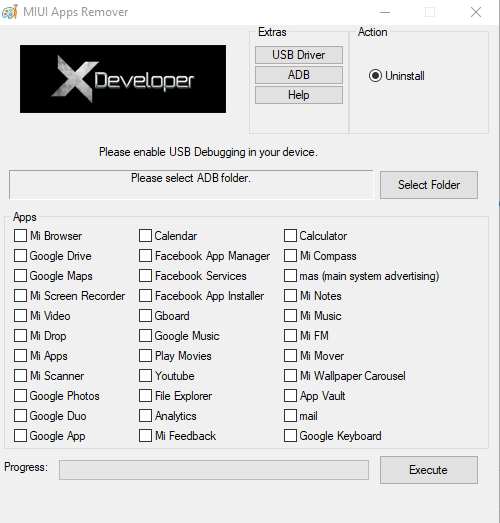 MIUI Apps Remover
Extras
Action
XDeveloper
USB Driver
ADB
Help
Uninstall
Please enable USB Debugging in your device.
Please select ADB folder.
Select Folder
Apps
Mi Browser Calendar Calculator
Google Drive Facebook App Manager Mi Compass
Google Maps Facebook Services mas (main system advertising)
Mi Screen Recorder Facebook App Installer Mi Notes
Mi Video Gboard Mi Music
Mi Drop Google Music Mi FM
Mi Apps Play Movies Mi Mover
Mi Scanner Youtube Mi Wallpaper Carousel
Google Photos File Explorer App Vault
Google Duo Analytics mail
Google App Mi Feedback Google Keyboard
Progress:
Execute